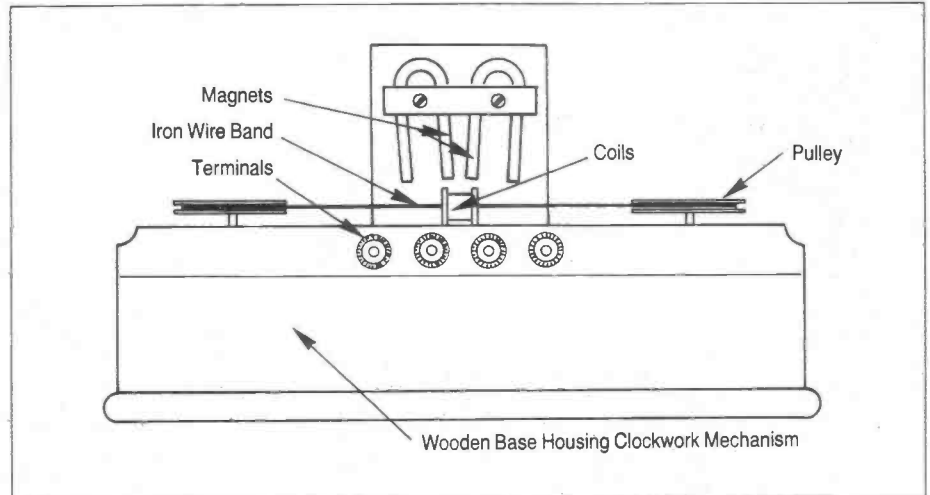 Magnets
Iron Wire Band
Terminals
Coils
Pulley
Wooden Base Housing Clockwork Mechanism